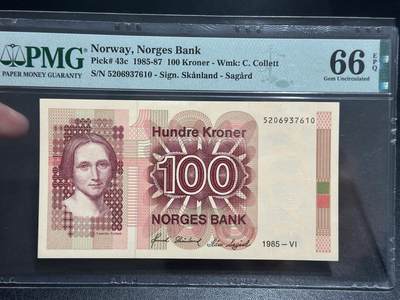 PMG
PAPER MONEY GUARANTY
Norway, Norges Bank
Pick# 43c 1985-87 100 Kroner - Wmk: C. Collett
S/N 5206937610 - Sign. Skånland - Sagård
66 EPQ
Gem Uncirculated
Hundre Kroner
5206937610
100
NORGES BANK
1985-VI